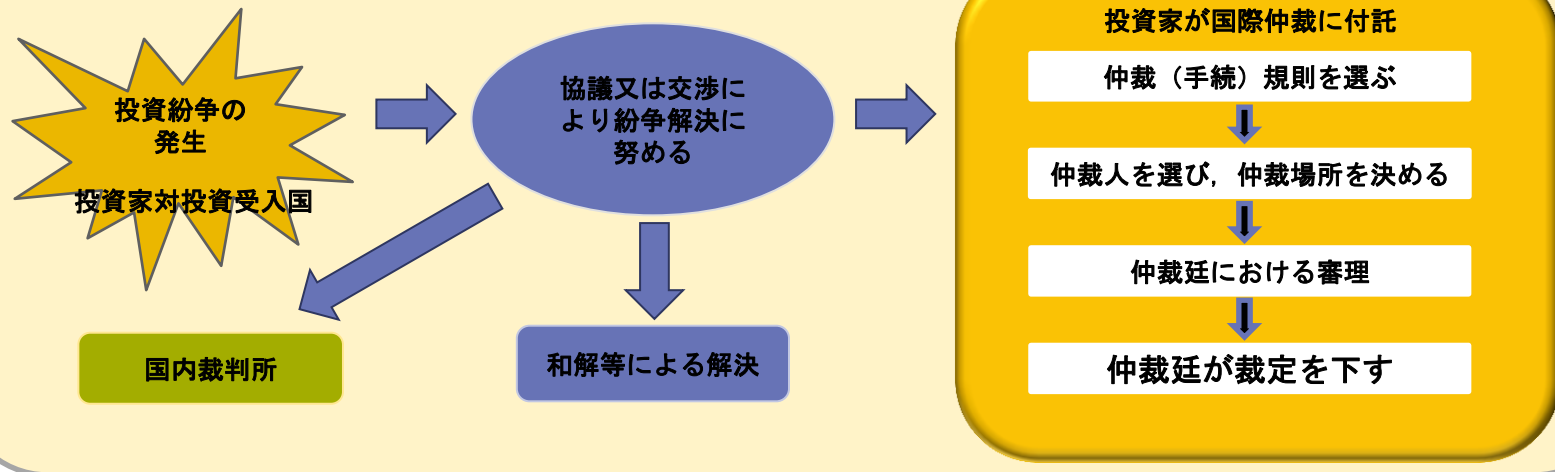 投資紛争の
発生
投資家対投資受入国
協議又は交渉に
より紛争解決に
努める
国内裁判所
和解等による解決
投資家が国際仲裁に付託
仲裁（手続）規則を選ぶ
仲裁人を選び，仲裁場所を決める
仲裁廷における審理
仲裁廷が裁定を下す